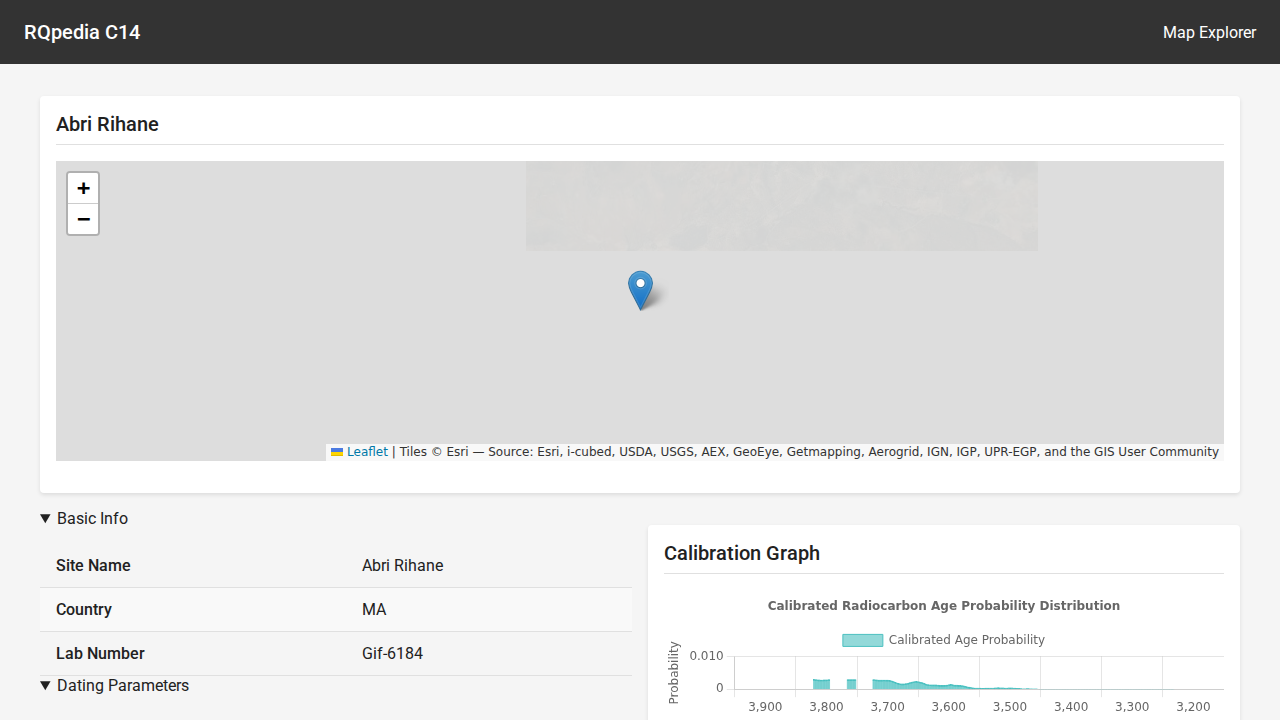 RQpedia C14
Map Explorer
Abri Rihane
+
−
Leaflet | Tiles © Esri — Source: Esri, i-cubed, USDA, USGS, AEX, GeoEye, Getmapping, Aerogrid, IGN, IGP, UPR-EGP, and the GIS User Community
▼ Basic Info
Site Name Abri Rihane
Country MA
Lab Number Gif-6184
▼ Dating Parameters
Calibration Graph
Calibrated Radiocarbon Age Probability Distribution
Calibrated Age Probability
Probability
0.010
0
3,900 3,800 3,700 3,600 3,500 3,400 3,300 3,200